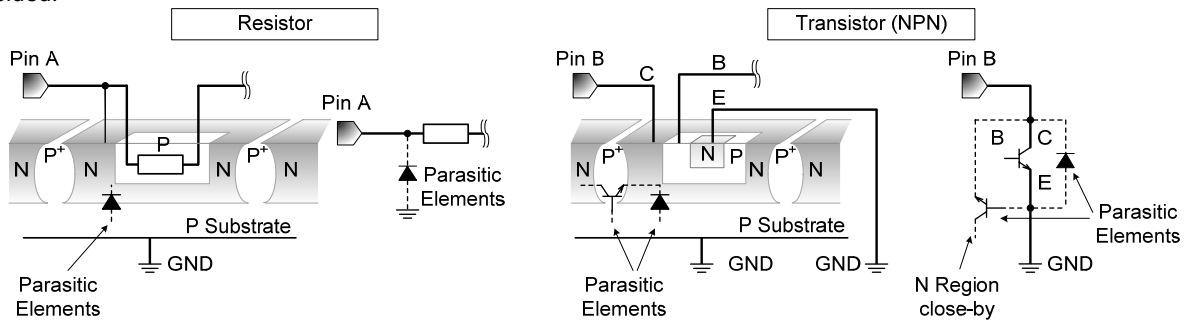 Resistor
Transistor (NPN)
Pin A
Pin A
N
P+
N
P
P+
N
N
Parasitic
Elements
P Substrate
GND
Parasitic
Elements
Pin B
C
B
E
N
P+
N
N
P
P+
N
N
P Substrate
GND
GND
Parasitic
Elements
Pin B
B
C
E
Parasitic
Elements
GND
N Region
close-by